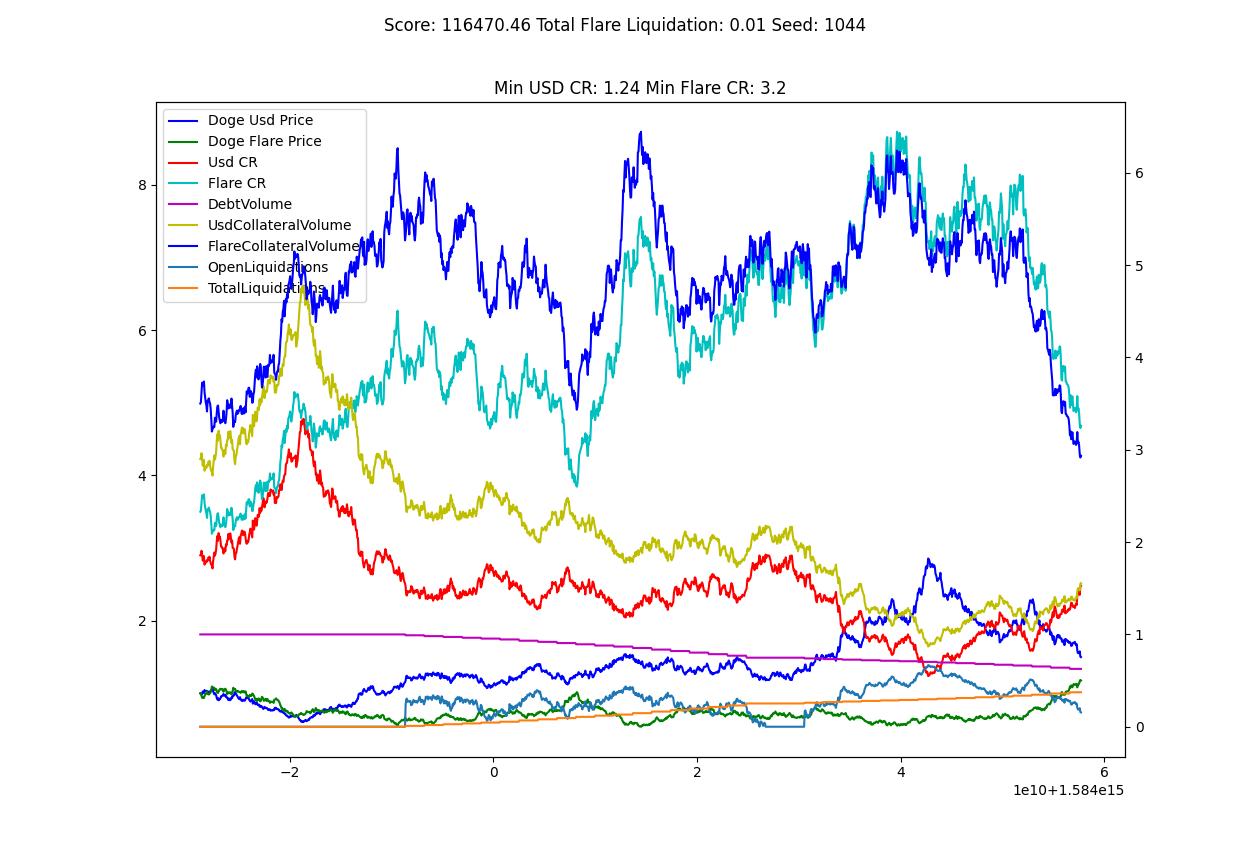 Score: 116470.46 Total Flare Liquidation: 0.01 Seed: 1044
Min USD CR: 1.24 Min Flare CR: 3.2
Doge Usd Price
Doge Flare Price
Usd CR
Flare CR
DebtVolume
UsdCollateralVolume
FlareCollateralVolume
OpenLiquidations
TotalLiquidations
8
6
4
2
6
5
4
3
2
1
0
−2
0
2
4
6
1e10+1.584e15